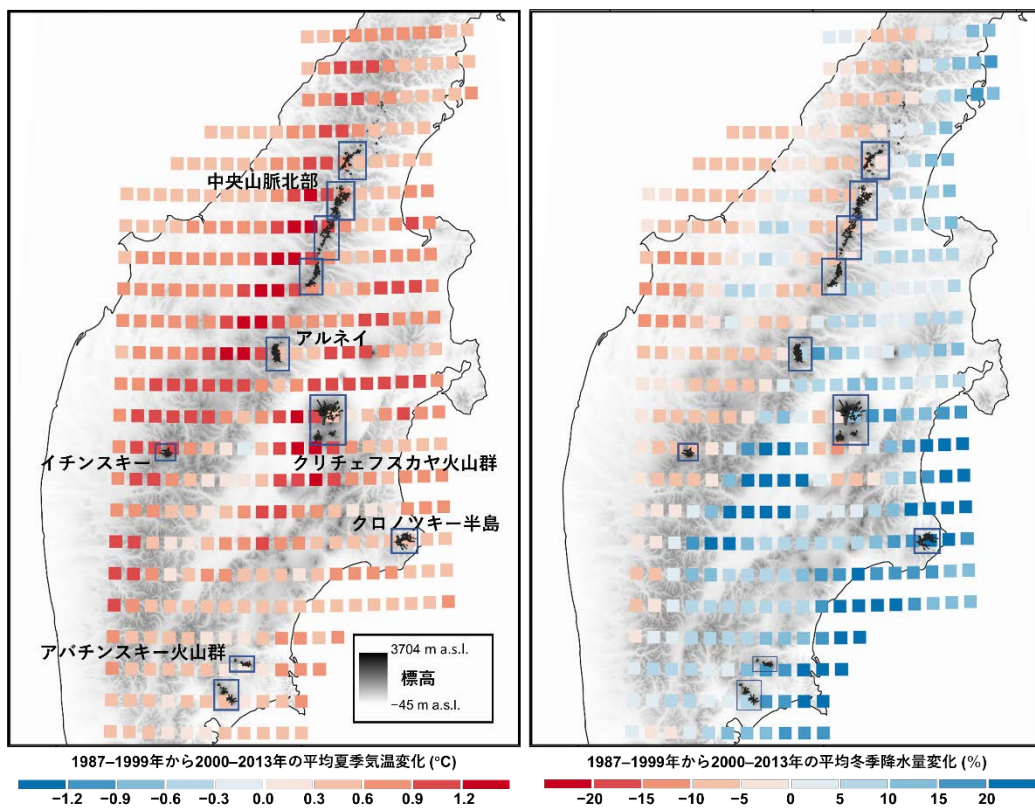 中央山脈北部
アルネイ
イチンスキー
クリチェフスカヤ火山群
クロノツキー半島
アバチンスキー火山群
3704 m a.s.l.
標高
−45 m a.s.l.
1987–1999年から2000–2013年の平均夏季気温変化 (°C)
−1.2 −0.9 −0.6 −0.3 0.0 0.3 0.6 0.9 1.2
1987–1999年から2000–2013年の平均冬季降水量変化 (%)
−20 −15 −10 −5 0 5 10 15 20